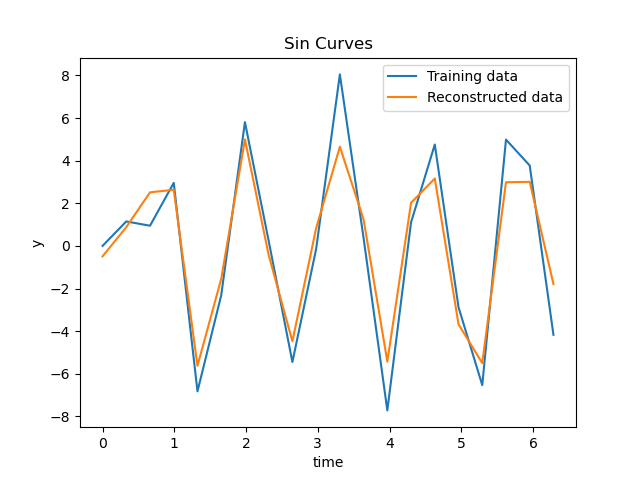 Sin Curves
Training data
Reconstructed data
8
6
4
2
0
−2
−4
−6
−8
y
0 1 2 3 4 5 6
time